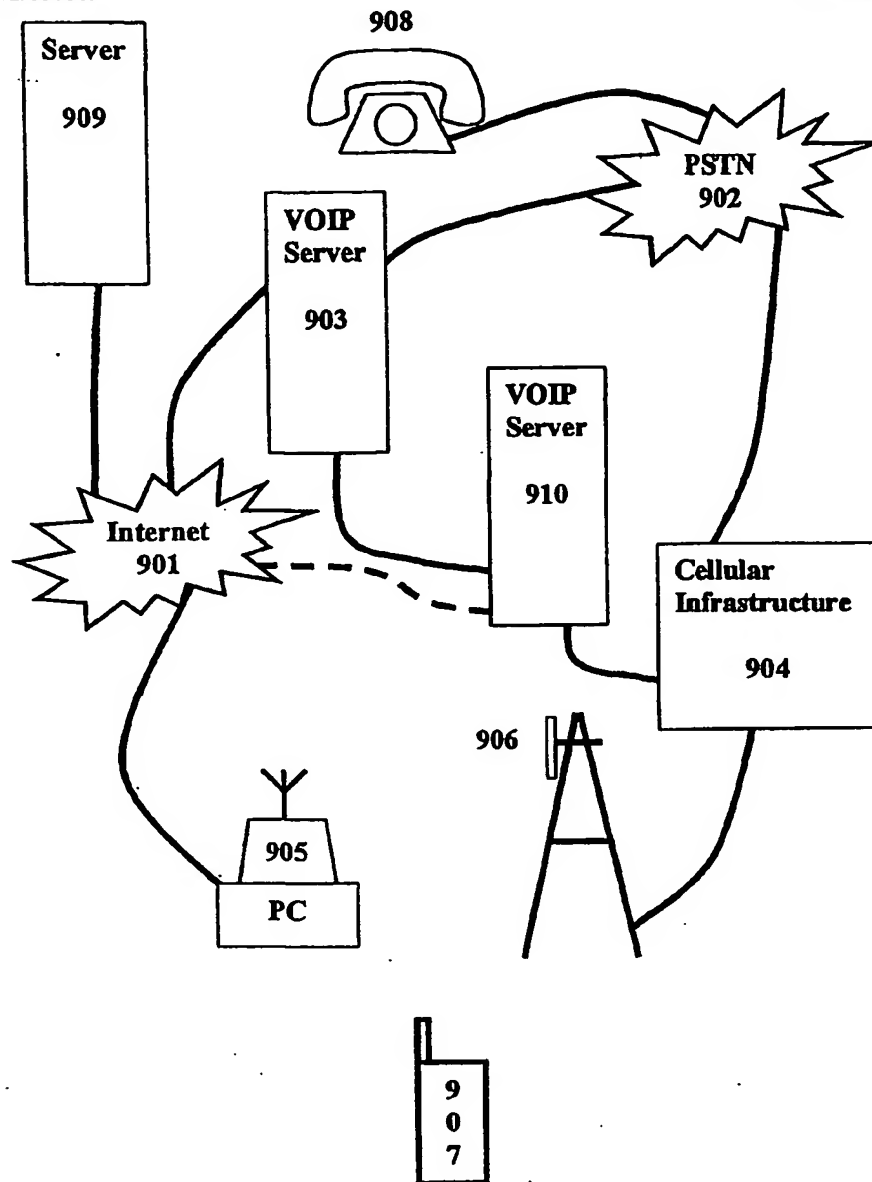 908
Server
909
PSTN
902
VOIP
Server
903
VOIP
Server
910
Internet
901
Cellular
Infrastructure
904
906
905
PC
9
0
7